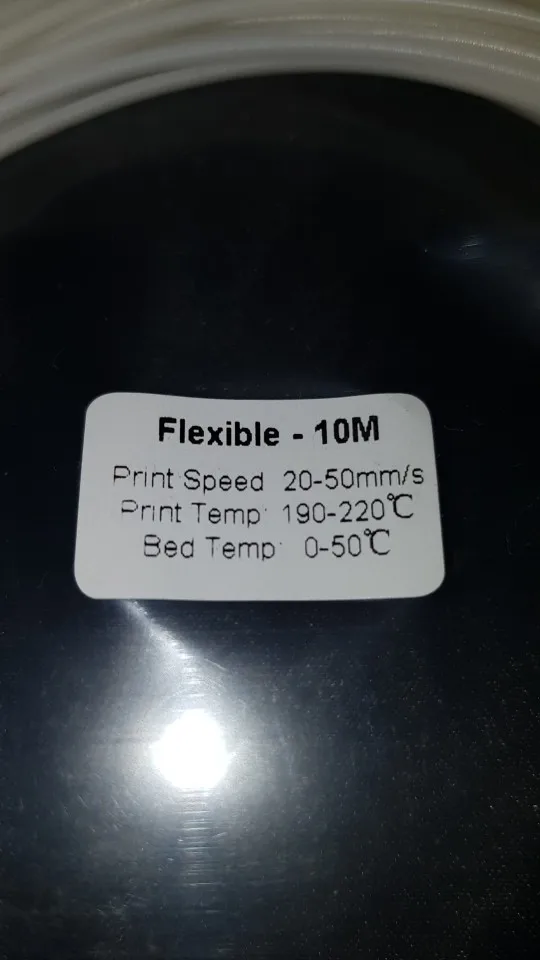 Flexible - 10M
Print Speed 20-50mm/s
Print Temp 190-220℃
Bed Temp 0-50℃